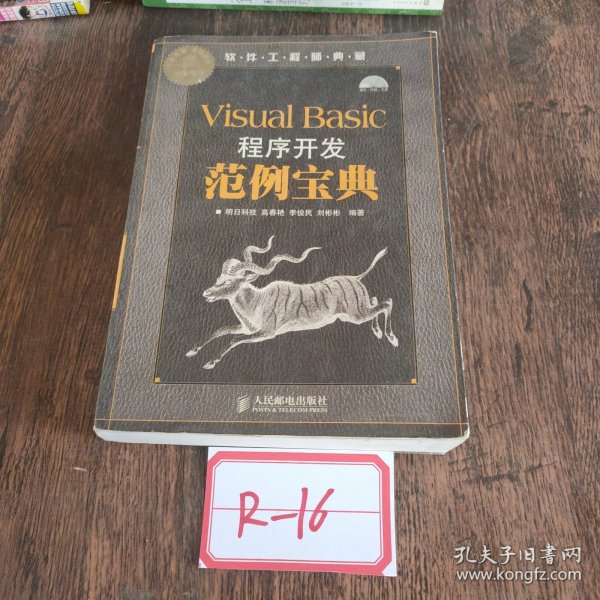 软·件·工·程·师·典·藏
Visual Basic
程序开发
范例宝典
■ 明日科技 高春艳 李俊民 刘彬彬 编著
人民邮电出版社
POSTS & TELECOM PRESS
R-16
孔夫子旧书网
www.kongfz.com